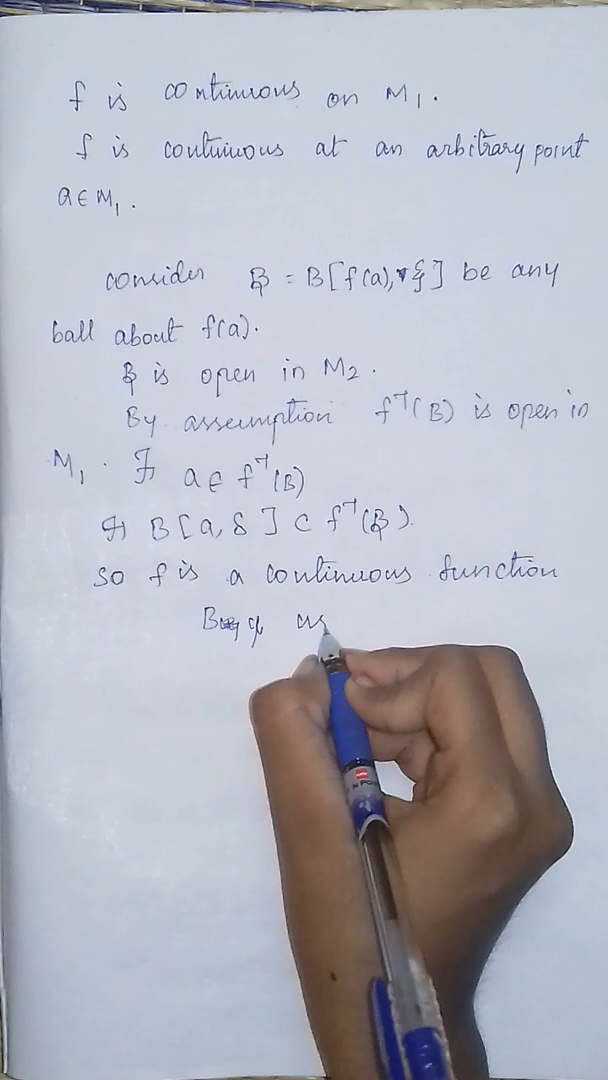 f is continuous on M₁.
f is continuous at an arbitrary point
a ∈ M₁.
consider B = B[f(a), ξ] be any
ball about f(a).
B is open in M₂.
By assumption f⁻¹(B) is open in
M₁. If a ∈ f⁻¹(B)
B[a, δ] ⊂ f⁻¹(B).
so f is a continuous function